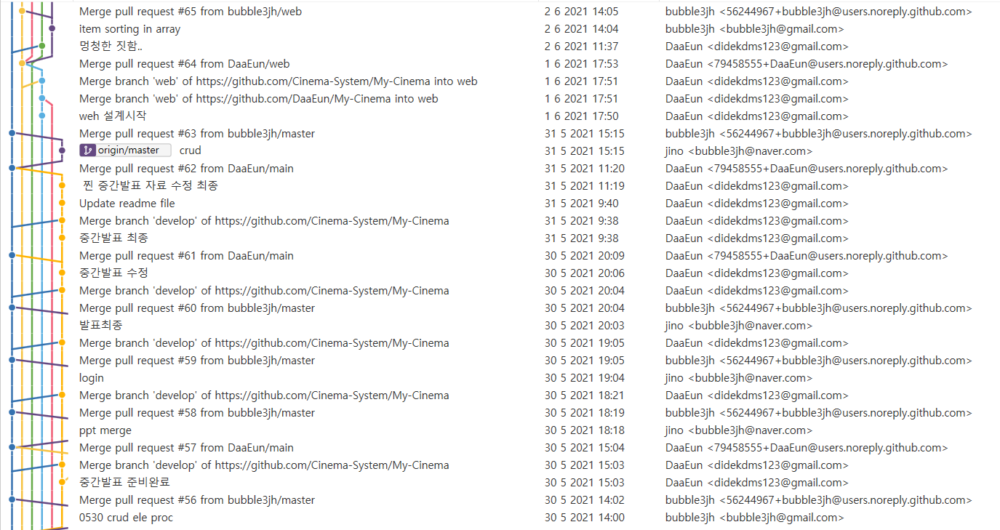 Merge pull request #65 from bubble3jh/web 2 6 2021 14:05 bubble3jh <56244967+bubble3jh@users.noreply.github.com>
item sorting in array 2 6 2021 14:04 bubble3jh <bubble3jh@gmail.com>
멍청한 짓함.. 2 6 2021 11:37 DaaEun <didekdms123@gmail.com>
Merge pull request #64 from DaaEun/web 1 6 2021 17:53 DaaEun <79458555+DaaEun@users.noreply.github.com>
Merge branch 'web' of https://github.com/Cinema-System/My-Cinema into web 1 6 2021 17:51 DaaEun <didekdms123@gmail.com>
Merge branch 'web' of https://github.com/DaaEun/My-Cinema into web 1 6 2021 17:51 DaaEun <didekdms123@gmail.com>
weh 설계시작 1 6 2021 17:50 DaaEun <didekdms123@gmail.com>
Merge pull request #63 from bubble3jh/master 31 5 2021 15:15 bubble3jh <56244967+bubble3jh@users.noreply.github.com>
origin/master crud 31 5 2021 15:15 jino <bubble3jh@naver.com>
Merge pull request #62 from DaaEun/main 31 5 2021 11:20 DaaEun <79458555+DaaEun@users.noreply.github.com>
찐 중간발표 자료 수정 최종 31 5 2021 11:19 DaaEun <didekdms123@gmail.com>
Update readme file 31 5 2021 9:40 DaaEun <didekdms123@gmail.com>
Merge branch 'develop' of https://github.com/Cinema-System/My-Cinema 31 5 2021 9:38 DaaEun <didekdms123@gmail.com>
중간발표 최종 31 5 2021 9:38 DaaEun <didekdms123@gmail.com>
Merge pull request #61 from DaaEun/main 30 5 2021 20:09 DaaEun <79458555+DaaEun@users.noreply.github.com>
중간발표 수정 30 5 2021 20:06 DaaEun <didekdms123@gmail.com>
Merge branch 'develop' of https://github.com/Cinema-System/My-Cinema 30 5 2021 20:04 DaaEun <didekdms123@gmail.com>
Merge pull request #60 from bubble3jh/master 30 5 2021 20:04 bubble3jh <56244967+bubble3jh@users.noreply.github.com>
발표최종 30 5 2021 20:03 jino <bubble3jh@naver.com>
Merge branch 'develop' of https://github.com/Cinema-System/My-Cinema 30 5 2021 19:05 DaaEun <didekdms123@gmail.com>
Merge pull request #59 from bubble3jh/master 30 5 2021 19:05 bubble3jh <56244967+bubble3jh@users.noreply.github.com>
login 30 5 2021 19:04 jino <bubble3jh@naver.com>
Merge branch 'develop' of https://github.com/Cinema-System/My-Cinema 30 5 2021 18:21 DaaEun <didekdms123@gmail.com>
Merge pull request #58 from bubble3jh/master 30 5 2021 18:19 bubble3jh <56244967+bubble3jh@users.noreply.github.com>
ppt merge 30 5 2021 18:18 jino <bubble3jh@naver.com>
Merge pull request #57 from DaaEun/main 30 5 2021 15:04 DaaEun <79458555+DaaEun@users.noreply.github.com>
Merge branch 'develop' of https://github.com/Cinema-System/My-Cinema 30 5 2021 15:03 DaaEun <didekdms123@gmail.com>
중간발표 준비완료 30 5 2021 15:03 DaaEun <didekdms123@gmail.com>
Merge pull request #56 from bubble3jh/master 30 5 2021 14:02 bubble3jh <56244967+bubble3jh@users.noreply.github.com>
0530 crud ele proc 30 5 2021 14:00 bubble3jh <bubble3jh@gmail.com>